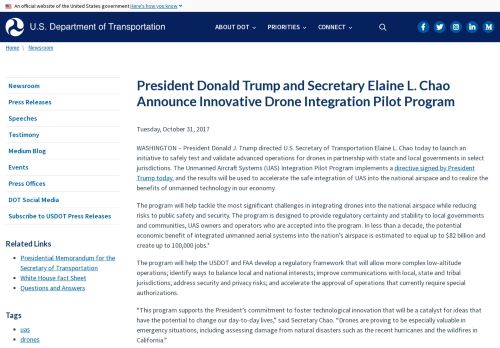 An official website of the United States government Here's how you know
U.S. Department of Transportation
ABOUT DOT
PRIORITIES
CONNECT
Home
Newsroom
Newsroom
Press Releases
Speeches
Testimony
Medium Blog
Events
Press Offices
DOT Social Media
Subscribe to USDOT Press Releases
Related Links
Presidential Memorandum for the
Secretary of Transportation
White House Fact Sheet
Questions and Answers
Tags
uas
drones
President Donald Trump and Secretary Elaine L. Chao
Announce Innovative Drone Integration Pilot Program
Tuesday, October 31, 2017
WASHINGTON – President Donald J. Trump directed U.S. Secretary of Transportation Elaine L. Chao today to launch an
initiative to safely test and validate advanced operations for drones in partnership with state and local governments in select
jurisdictions. The Unmanned Aircraft Systems (UAS) Integration Pilot Program implements a directive signed by President
Trump today, and the results will be used to accelerate the safe integration of UAS into the national airspace and to realize the
benefits of unmanned technology in our economy.
The program will help tackle the most significant challenges in integrating drones into the national airspace while reducing
risks to public safety and security. The program is designed to provide regulatory certainty and stability to local governments
and communities, UAS owners and operators who are accepted into the program. In less than a decade, the potential
economic benefit of integrated unmanned aerial systems into the nation's airspace is estimated to equal up to $82 billion and
create up to 100,000 jobs.*
The program will help the USDOT and FAA develop a regulatory framework that will allow more complex low-altitude
operations; identify ways to balance local and national interests; improve communications with local, state and tribal
jurisdictions, address security and privacy risks; and accelerate the approval of operations that currently require special
authorizations.
"This program supports the President's commitment to foster technological innovation that will be a catalyst for ideas that
have the potential to change our day-to-day lives," said Secretary Chao. "Drones are proving to be especially valuable in
emergency situations, including assessing damage from natural disasters such as the recent hurricanes and the wildfires in
California."